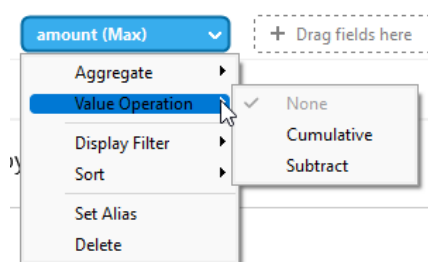 amount (Max)
+ Drag fields here
Aggregate
Value Operation
None
Cumulative
Subtract
Display Filter
Sort
Set Alias
Delete